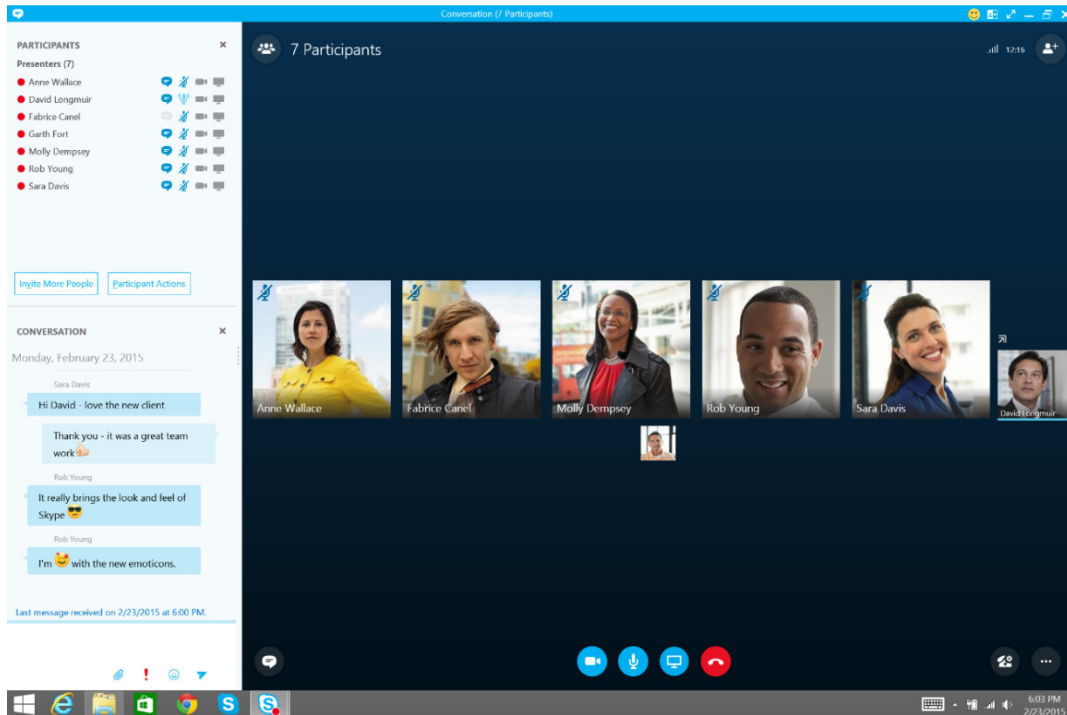 Conversation (7 Participants)
PARTICIPANTS
Presenters (7)
Anne Wallace
David Longmuir
Fabrice Canel
Garth Fort
Molly Dempsey
Rob Young
Sara Davis
Invite More People
Participant Actions
CONVERSATION
Monday, February 23, 2015
Sara Davis
Hi David - love the new client
Thank you - it was a great team
work
Rob Young
It really brings the look and feel of
Skype
Rob Young
I'm with the new emoticons.
Last message received on 2/23/2015 at 6:00 PM.
7 Participants
12:16
Anne Wallace
Fabrice Canel
Molly Dempsey
Rob Young
Sara Davis
David Longmuir
6:03 PM
2/23/2015